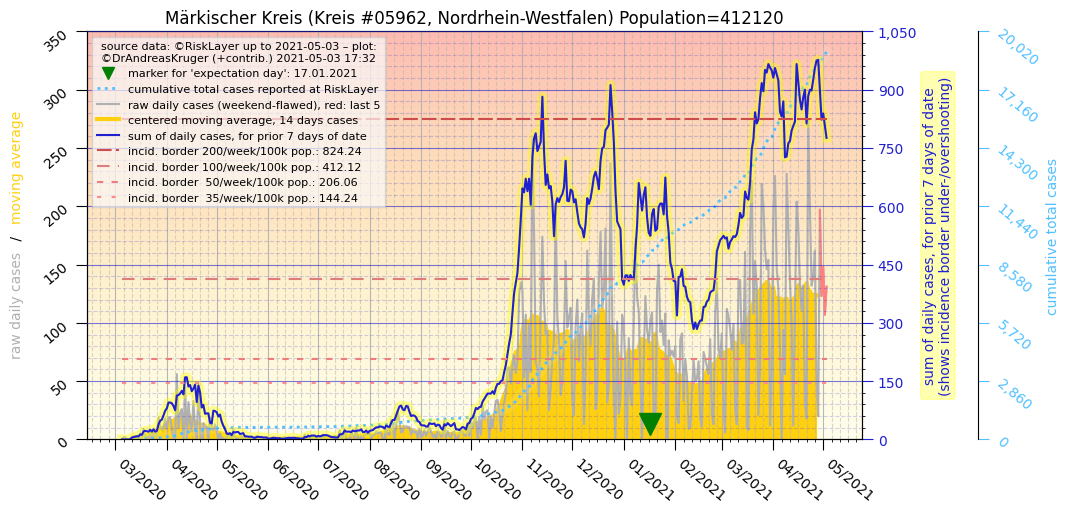 Märkischer Kreis (Kreis #05962, Nordrhein-Westfalen) Population=412120
source data: ©RiskLayer up to 2021-05-03 – plot:
©DrAndreasKruger (+contrib.) 2021-05-03 17:32
marker for 'expectation day': 17.01.2021
cumulative total cases reported at RiskLayer
raw daily cases (weekend-flawed), red: last 5
centered moving average, 14 days cases
sum of daily cases, for prior 7 days of date
incid. border 200/week/100k pop.: 824.24
incid. border 100/week/100k pop.: 412.12
incid. border  50/week/100k pop.: 206.06
incid. border  35/week/100k pop.: 144.24
raw daily cases / moving average
350
300
250
200
150
100
50
0
03/2020
04/2020
05/2020
06/2020
07/2020
08/2020
09/2020
10/2020
11/2020
12/2020
01/2021
02/2021
03/2021
04/2021
05/2021
1,050
900
750
600
450
300
150
0
sum of daily cases, for prior 7 days of date
(shows incidence border under-/overshooting)
20,020
17,160
14,300
11,440
8,580
5,720
2,860
0
cumulative total cases